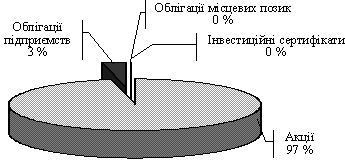 Облігації місцевих позик
0 %
Облігації
підприємств
3 %
Інвестиційні сертифікати
0 %
Акції
97 %